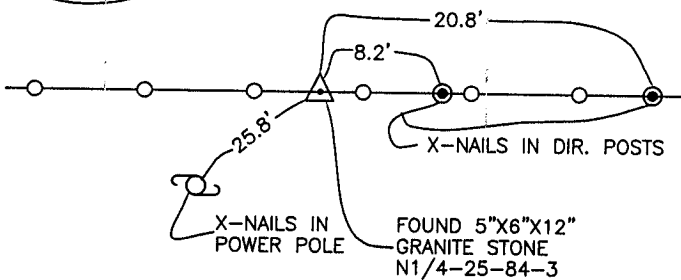 20.8'
8.2'
25.8'
X-NAILS IN DIR. POSTS
X-NAILS IN
POWER POLE
FOUND 5"X6"X12"
GRANITE STONE
N1/4-25-84-3